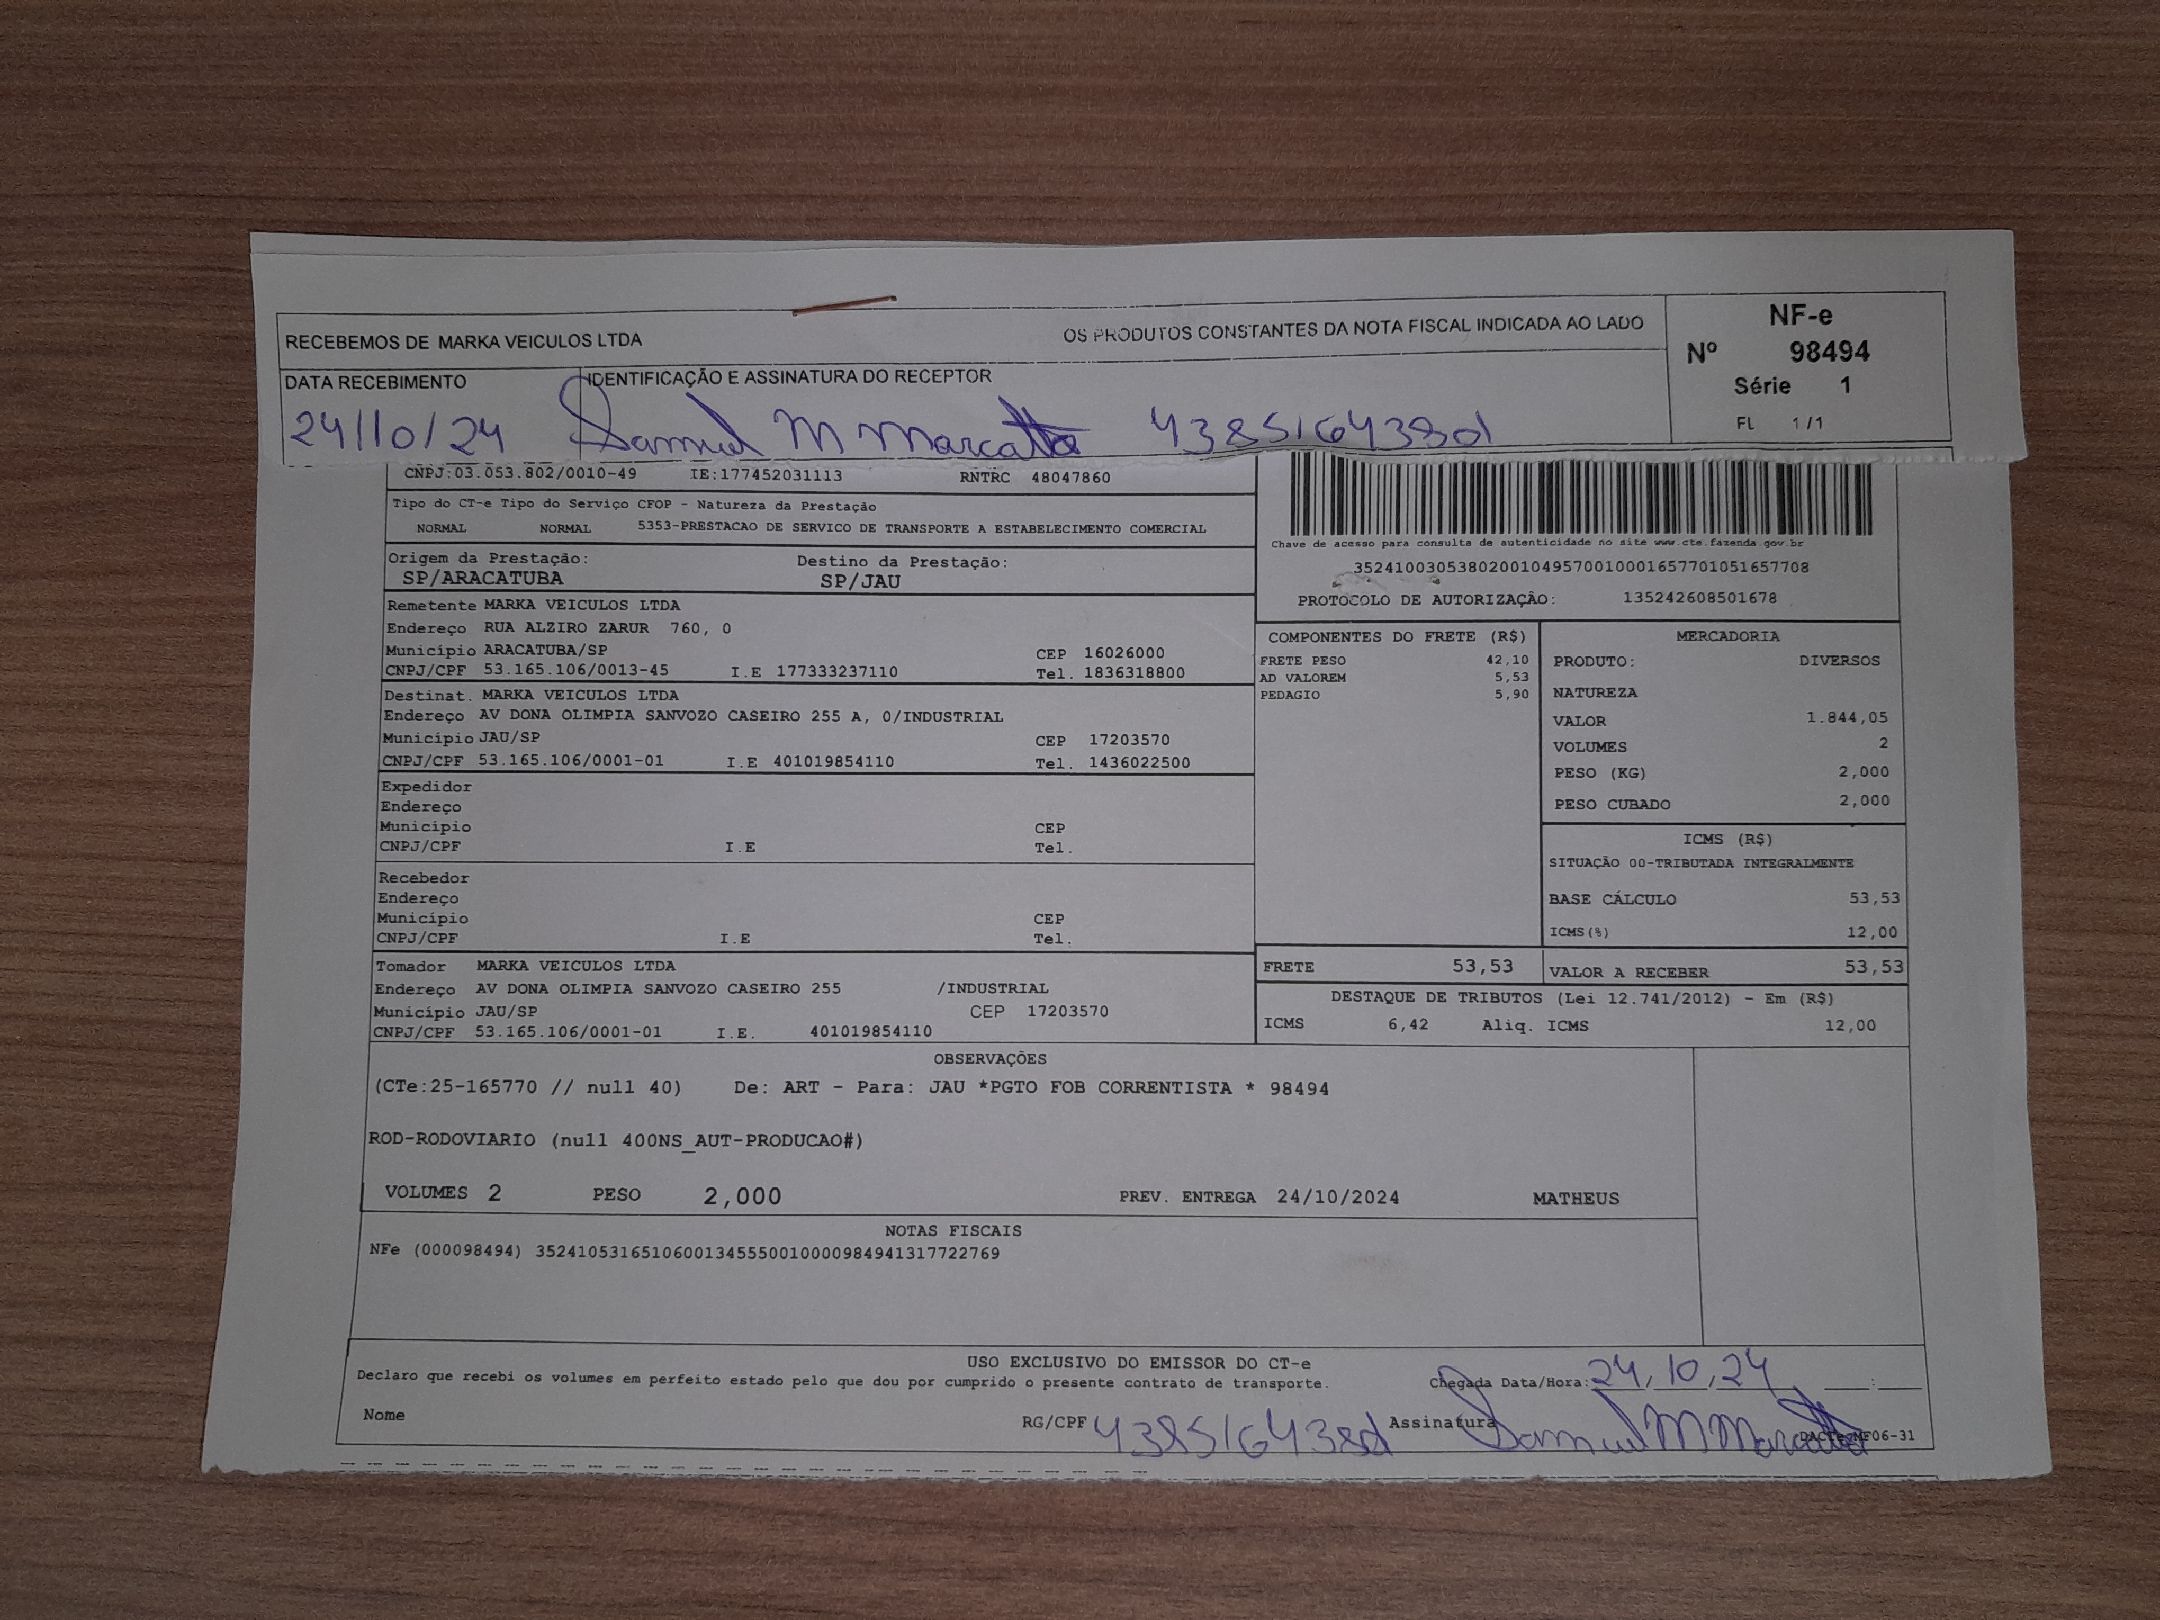 RECEBEMOS DE MARKA VEICULOS LTDA OS PRODUTOS CONSTANTES DA NOTA FISCAL INDICADA AO LADO
NF-e
Nº 98494
Série 1
FL 1/1
DATA RECEBIMENTO IDENTIFICAÇÃO E ASSINATURA DO RECEPTOR
24/10/24 Samuel M Marcatto
CNPJ:03.053.802/0010-49 IE:177452031113 RNTRC 48047860
Tipo do CT-e Tipo do Serviço CFOP - Natureza da Prestação
NORMAL NORMAL 5353-PRESTACAO DE SERVICO DE TRANSPORTE A ESTABELECIMENTO COMERCIAL
Chave de acesso para consulta de autenticidade no site www.cte.fazenda.gov.br
35241003053802001049570010001657701051657708
PROTOCOLO DE AUTORIZAÇÃO: 135242608501678
Origem da Prestação: Destino da Prestação:
SP/ARACATUBA SP/JAU
Remetente MARKA VEICULOS LTDA
Endereço RUA ALZIRO ZARUR 760, 0
Município ARACATUBA/SP CEP 16026000
CNPJ/CPF 53.165.106/0013-45 I.E 177333237110 Tel. 1836318800
Destinat. MARKA VEICULOS LTDA
Endereço AV DONA OLIMPIA SANVOZO CASEIRO 255 A, 0/INDUSTRIAL
Município JAU/SP CEP 17203570
CNPJ/CPF 53.165.106/0001-01 I.E 401019854110 Tel. 1436022500
Expedidor
Endereço
Município CEP
CNPJ/CPF I.E Tel.
Recebedor
Endereço
Município CEP
CNPJ/CPF I.E Tel.
Tomador MARKA VEICULOS LTDA
Endereço AV DONA OLIMPIA SANVOZO CASEIRO 255 /INDUSTRIAL
Município JAU/SP CEP 17203570
CNPJ/CPF 53.165.106/0001-01 I.E. 401019854110
COMPONENTES DO FRETE (R$)
FRETE PESO 42,10
AD VALOREM 5,53
PEDAGIO 5,90
MERCADORIA
PRODUTO: DIVERSOS
NATUREZA
VALOR 1.844,05
VOLUMES 2
PESO (KG) 2,000
PESO CUBADO 2,000
ICMS (R$)
SITUAÇÃO 00-TRIBUTADA INTEGRALMENTE
BASE CÁLCULO 53,53
ICMS(%) 12,00
FRETE 53,53 VALOR A RECEBER 53,53
DESTAQUE DE TRIBUTOS (Lei 12.741/2012) - Em (R$)
ICMS 6,42 Aliq. ICMS 12,00
OBSERVAÇÕES
(CTe:25-165770 // null 40) De: ART - Para: JAU *PGTO FOB CORRENTISTA * 98494
ROD-RODOVIARIO (null 400NS_AUT-PRODUCAO#)
VOLUMES 2 PESO 2,000 PREV. ENTREGA 24/10/2024 MATHEUS
NOTAS FISCAIS
NFe (000098494) 35241053165106001345550010000984941317722769
USO EXCLUSIVO DO EMISSOR DO CT-e
Declaro que recebi os volumes em perfeito estado pelo que dou por cumprido o presente contrato de transporte. Chegada Data/Hora: 24,10,24
Nome RG/CPF Assinatura Samuel M Marcatto
DACTe MF06-31